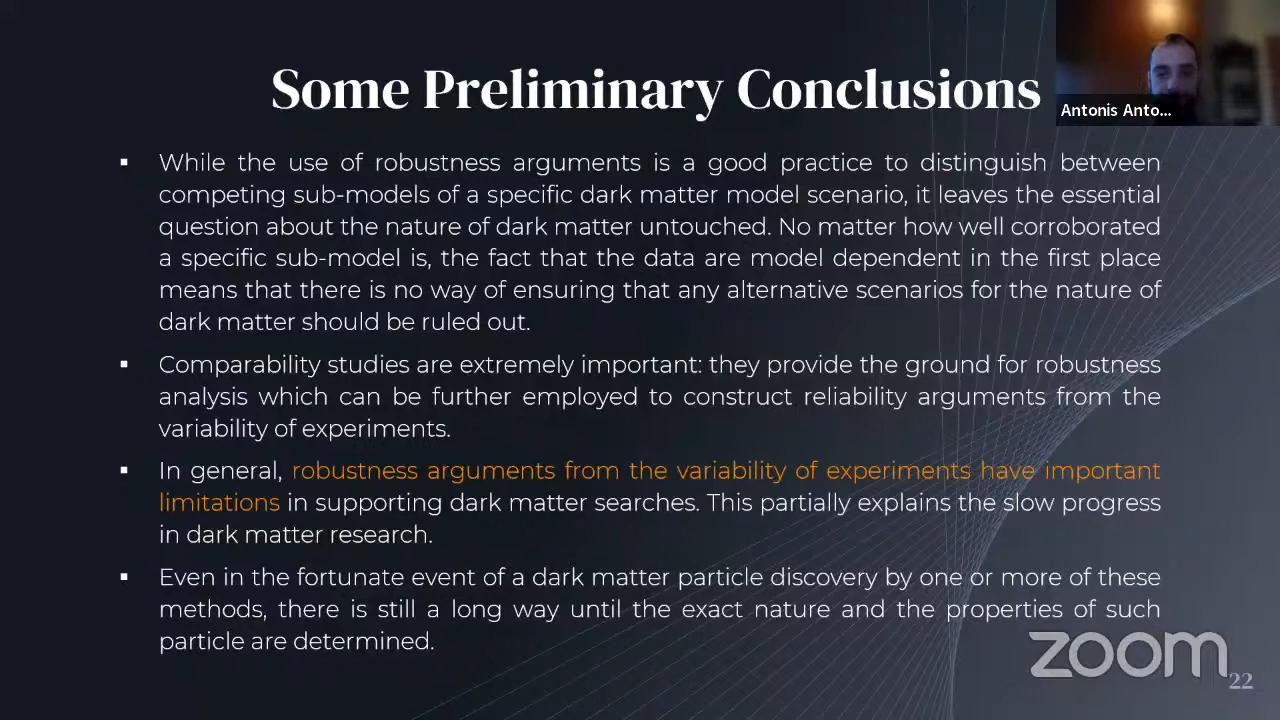 Some Preliminary Conclusions
Antonis Anto...
▪ While the use of robustness arguments is a good practice to distinguish between
competing sub-models of a specific dark matter model scenario, it leaves the essential
question about the nature of dark matter untouched. No matter how well corroborated
a specific sub-model is, the fact that the data are model dependent in the first place
means that there is no way of ensuring that any alternative scenarios for the nature of
dark matter should be ruled out.
▪ Comparability studies are extremely important: they provide the ground for robustness
analysis which can be further employed to construct reliability arguments from the
variability of experiments.
▪ In general, robustness arguments from the variability of experiments have important
limitations in supporting dark matter searches. This partially explains the slow progress
in dark matter research.
▪ Even in the fortunate event of a dark matter particle discovery by one or more of these
methods, there is still a long way until the exact nature and the properties of such
particle are determined.
zoom
22